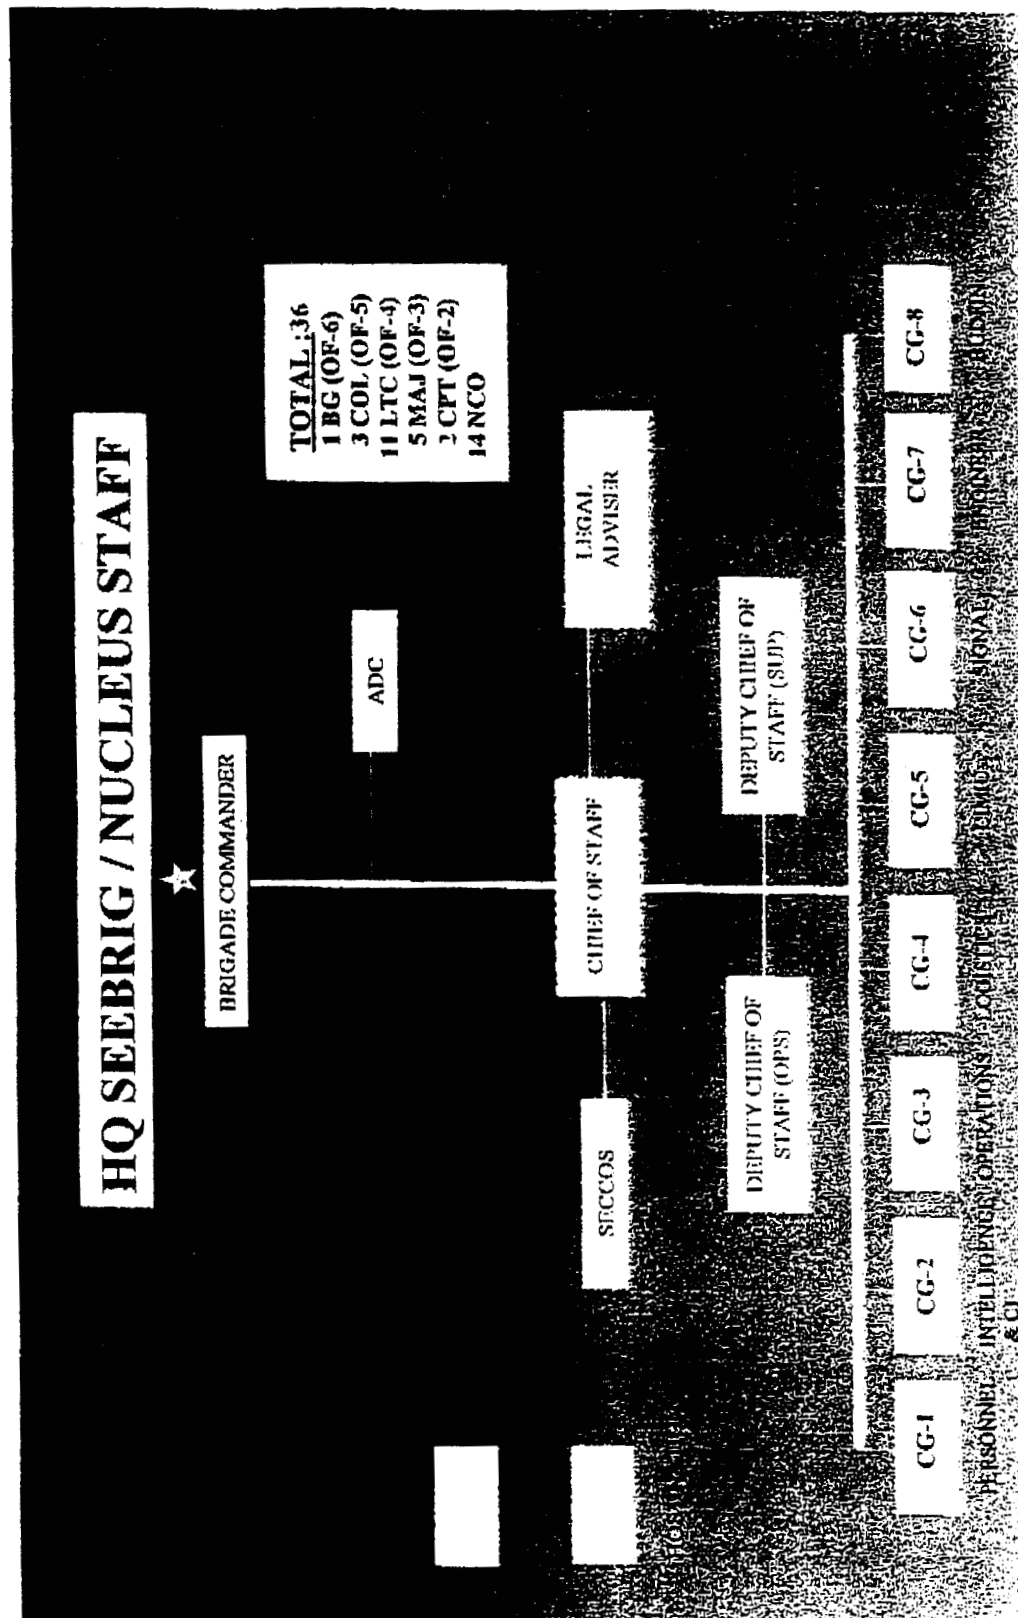 HQ SEEBRIG / NUCLEUS STAFF
BRIGADE COMMANDER
TOTAL :36
1 BG (OF-6)
3 COL (OF-5)
11 LTC (OF-4)
5 MAJ (OF-3)
2 CPT (OF-2)
14 NCO
ADC
SECCOS
CHIEF OF STAFF
LEGAL
ADVISER
DEPUTY CHIEF OF
STAFF (OPS)
DEPUTY CHIEF OF
STAFF (SUP)
CG-1
CG-2
CG-3
CG-4
CG-5
CG-6
CG-7
CG-8
PERSONNEL
INTELLIGENCE
& CI
OPERATIONS
SIGNAL